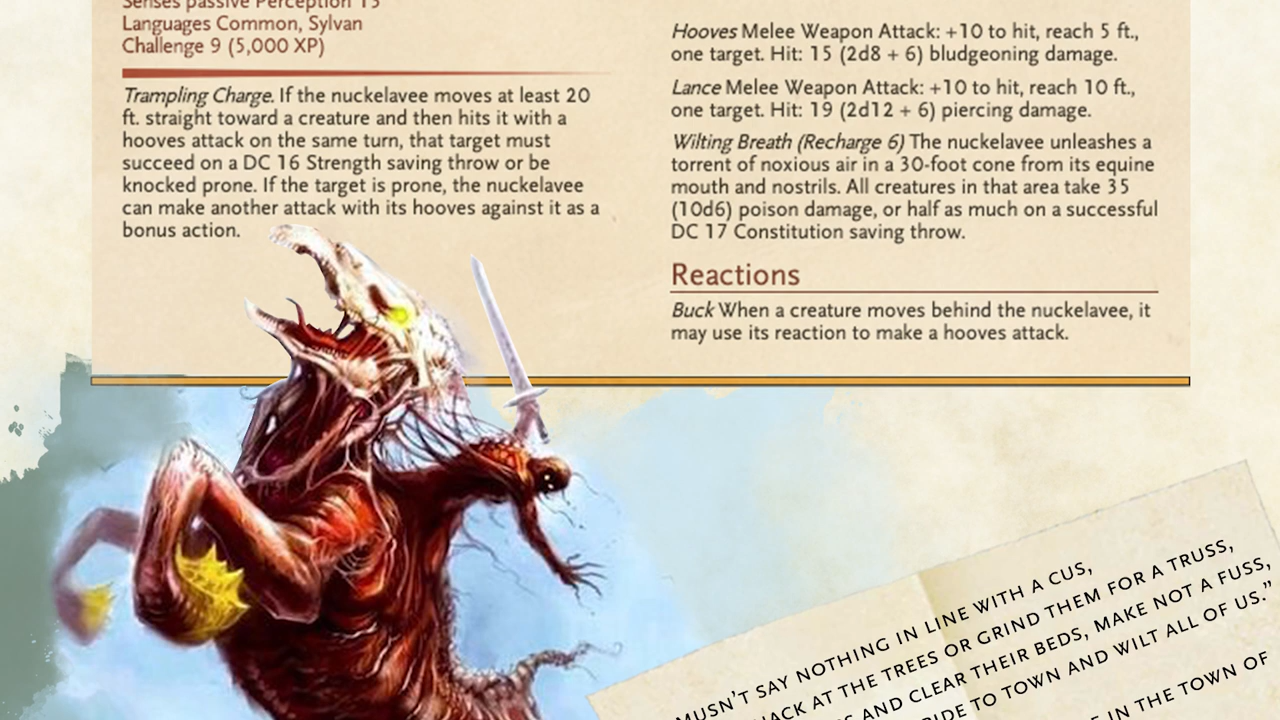 Senses passive Perception 15
Languages Common, Sylvan
Challenge 9 (5,000 XP)
Trampling Charge. If the nuckelavee moves at least 20
ft. straight toward a creature and then hits it with a
hooves attack on the same turn, that target must
succeed on a DC 16 Strength saving throw or be
knocked prone. If the target is prone, the nuckelavee
can make another attack with its hooves against it as a
bonus action.
Hooves Melee Weapon Attack: +10 to hit, reach 5 ft.,
one target. Hit: 15 (2d8 + 6) bludgeoning damage.
Lance Melee Weapon Attack: +10 to hit, reach 10 ft.,
one target. Hit: 19 (2d12 + 6) piercing damage.
Wilting Breath (Recharge 6) The nuckelavee unleashes a
torrent of noxious air in a 30-foot cone from its equine
mouth and nostrils. All creatures in that area take 35
(10d6) poison damage, or half as much on a successful
DC 17 Constitution saving throw.
Reactions
Buck When a creature moves behind the nuckelavee, it
may use its reaction to make a hooves attack.
MUSN'T SAY NOTHING IN LINE WITH A CUS,
HACK AT THE TREES OR GRIND THEM FOR A TRUSS,
AND CLEAR THEIR BEDS, MAKE NOT A FUSS,
RIDE TO TOWN AND WILT ALL OF US."
IN THE TOWN OF